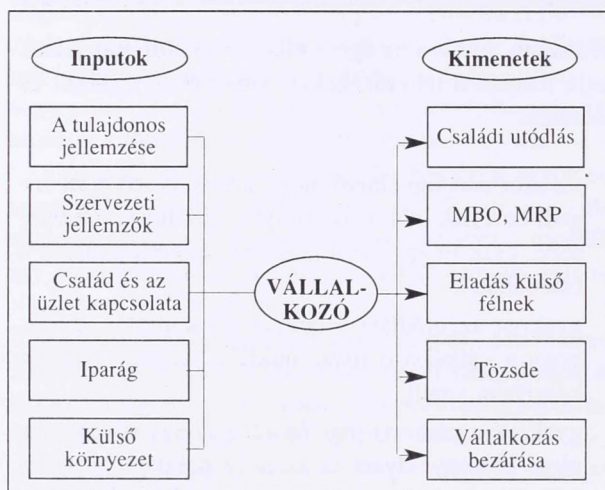 Inputok
A tulajdonos
jellemzése
Szervezeti
jellemzők
Család és az
üzlet kapcsolata
Iparág
Külső
környezet
VÁLLAL-
KOZÓ
Kimenetek
Családi utódlás
MBO, MRP
Eladás külső
félnek
Tözsde
Vállalkozás
bezárása